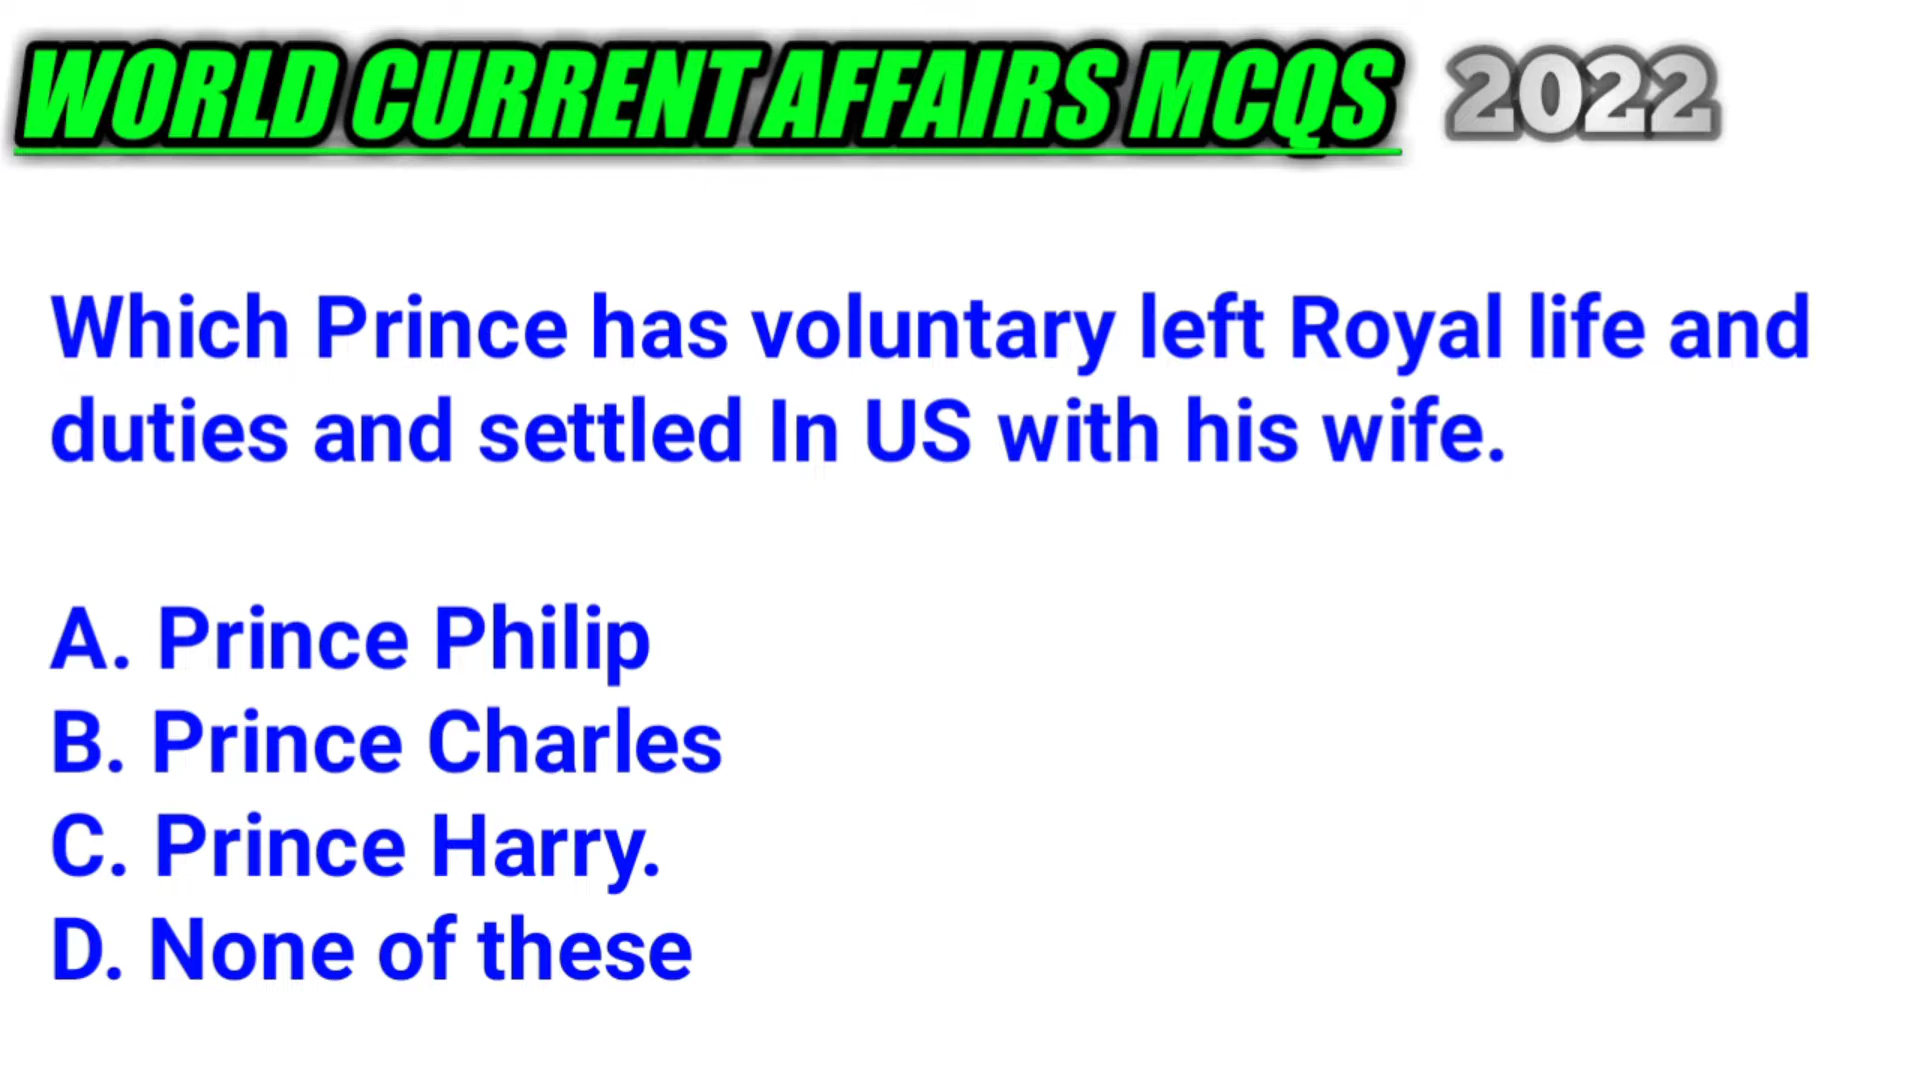 WORLD CURRENT AFFAIRS MCQS 2022
Which Prince has voluntary left Royal life and
duties and settled In US with his wife.
A. Prince Philip
B. Prince Charles
C. Prince Harry.
D. None of these